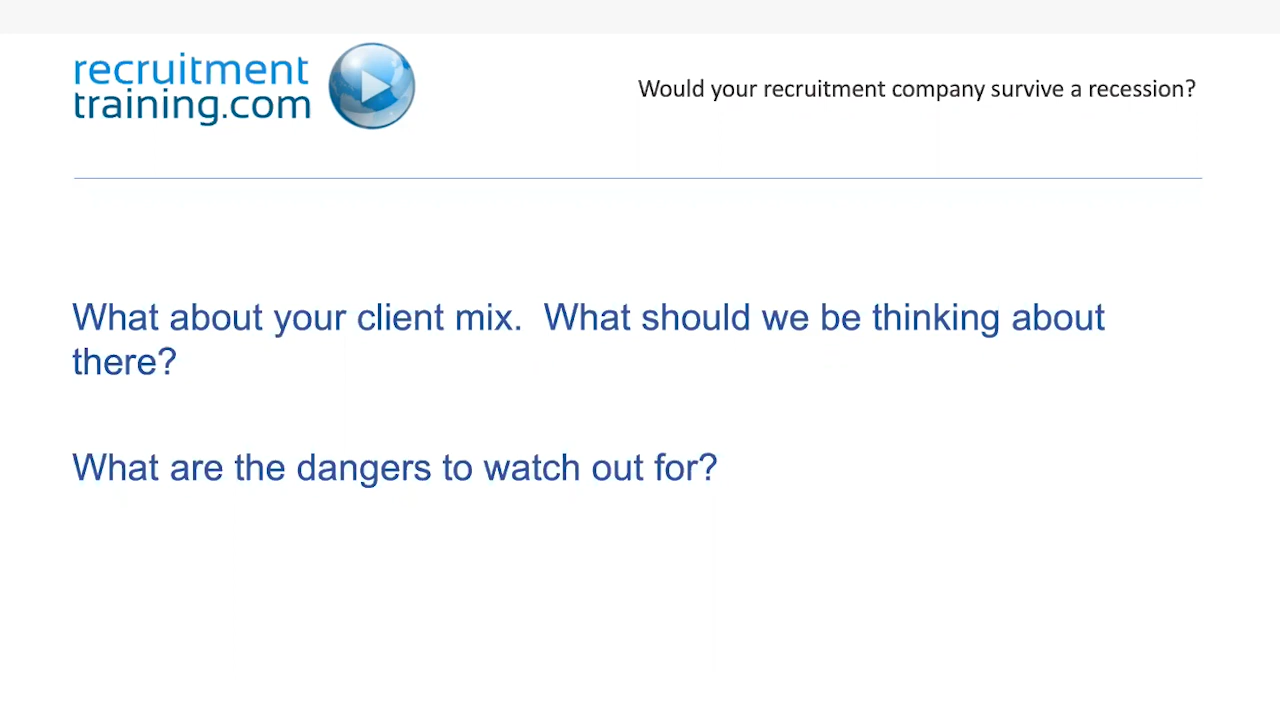 recruitment
training.com
Would your recruitment company survive a recession?
What about your client mix.  What should we be thinking about
there?
What are the dangers to watch out for?